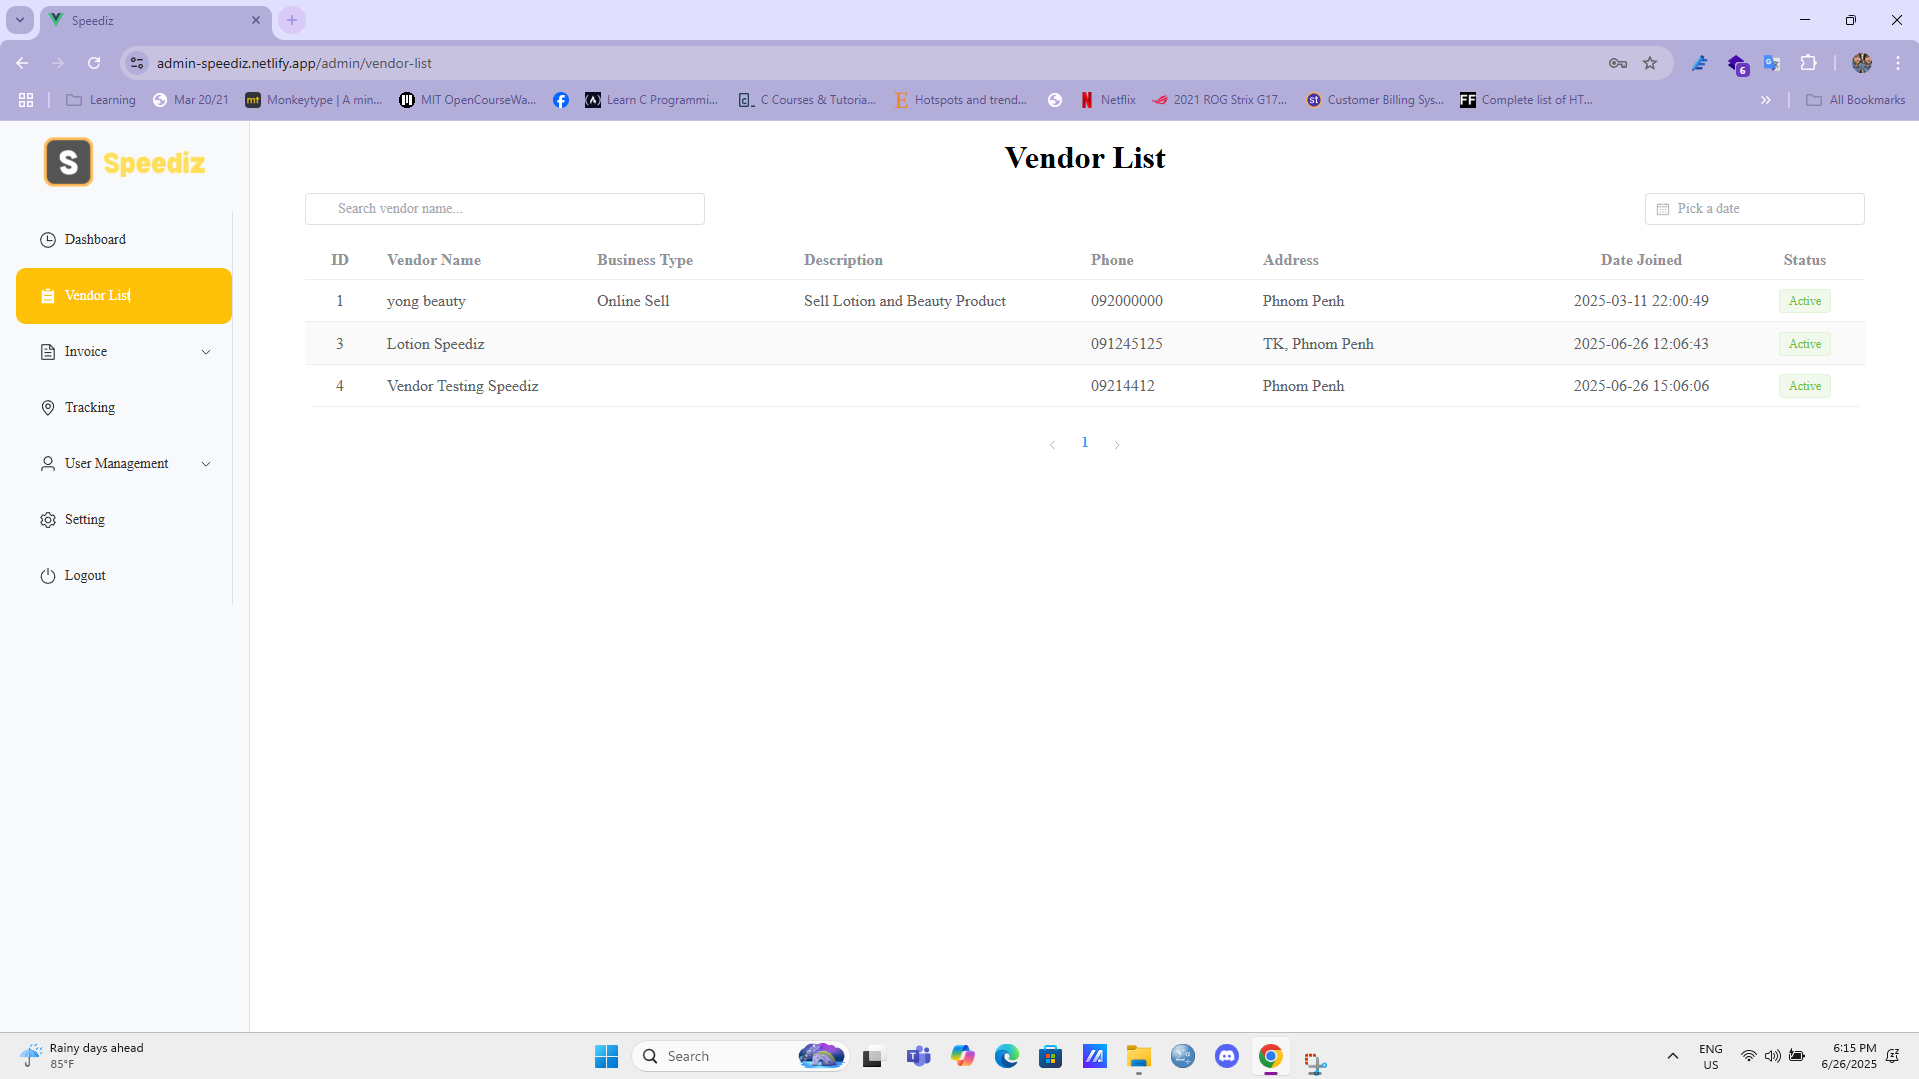 Speediz
admin-speediz.netlify.app/admin/vendor-list
6
Learning
Mar 20/21
mt Monkeytype | A min...
MIT OpenCourseWa...
Learn C Programmi...
C Courses & Tutoria...
E Hotspots and trend...
N Netflix
2021 ROG Strix G17...
st Customer Billing Sys...
FF Complete list of HT...
All Bookmarks
S Speediz
Dashboard
Vendor List
Invoice
Tracking
User Management
Setting
Logout
Vendor List
Search vendor name...
Pick a date
ID Vendor Name Business Type Description Phone Address Date Joined Status
1 yong beauty Online Sell Sell Lotion and Beauty Product 092000000 Phnom Penh 2025-03-11 22:00:49 Active
3 Lotion Speediz 091245125 TK, Phnom Penh 2025-06-26 12:06:43 Active
4 Vendor Testing Speediz 09214412 Phnom Penh 2025-06-26 15:06:06 Active
1
Rainy days ahead
85°F
Search
ENG
US
6:15 PM
6/26/2025